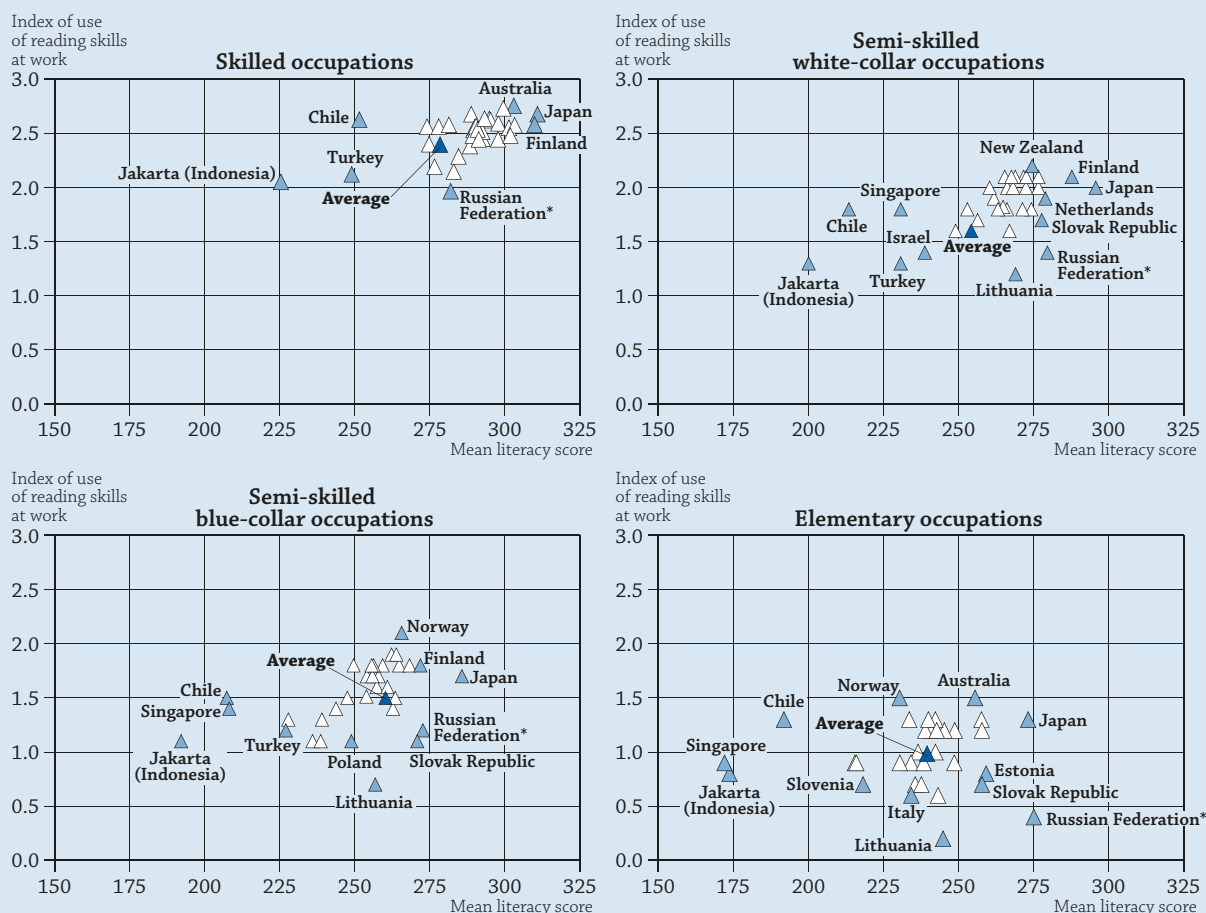 Index of use
of reading skills
at work
Skilled occupations
3.0
2.5
2.0
1.5
1.0
0.5
0.0
Australia
Chile
Japan
Finland
Turkey
Jakarta (Indonesia)
Average
Russian
Federation*
150 175 200 225 250 275 300 325
Mean literacy score
Index of use
of reading skills
at work
Semi-skilled
white-collar occupations
3.0
2.5
2.0
1.5
1.0
0.5
0.0
New Zealand
Finland
Singapore
Japan
Netherlands
Chile
Slovak Republic
Israel
Average
Russian
Federation*
Jakarta
(Indonesia)
Turkey
Lithuania
150 175 200 225 250 275 300 325
Mean literacy score
Index of use
of reading skills
at work
Semi-skilled
blue-collar occupations
3.0
2.5
2.0
1.5
1.0
0.5
0.0
Norway
Average
Finland
Japan
Chile
Singapore
Russian
Federation*
Turkey
Jakarta
(Indonesia)
Poland
Slovak Republic
Lithuania
150 175 200 225 250 275 300 325
Mean literacy score
Index of use
of reading skills
at work
Elementary occupations
3.0
2.5
2.0
1.5
1.0
0.5
0.0
Norway
Australia
Chile
Average
Japan
Singapore
Estonia
Slovenia
Slovak Republic
Jakarta
(Indonesia)
Italy
Russian Federation*
Lithuania
150 175 200 225 250 275 300 325
Mean literacy score